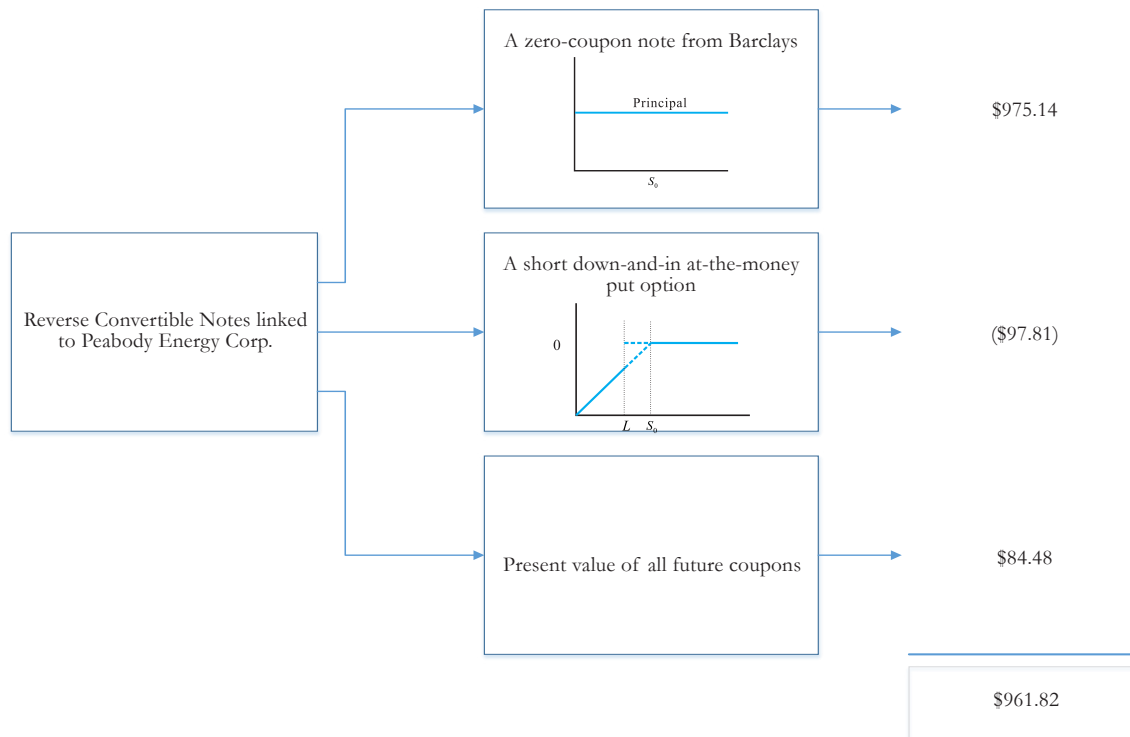 A zero-coupon note from Barclays
Principal
S₀
$975.14
Reverse Convertible Notes linked
to Peabody Energy Corp.
A short down-and-in at-the-money
put option
0
L S₀
($97.81)
Present value of all future coupons
$84.48
$961.82